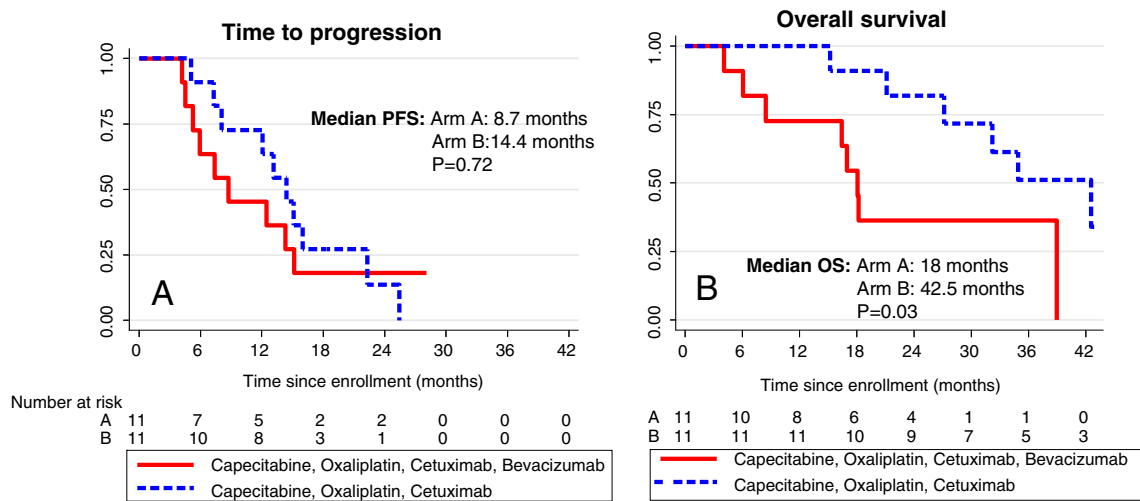 Time to progression
1.00
0.75
0.50
0.25
0.00
Median PFS: Arm A: 8.7 months
Arm B:14.4 months
P=0.72
A
0 6 12 18 24 30 36 42
Time since enrollment (months)
Number at risk
A 11 7 5 2 2 0 0 0
B 11 10 8 3 1 0 0 0
Capecitabine, Oxaliplatin, Cetuximab, Bevacizumab
Capecitabine, Oxaliplatin, Cetuximab
Overall survival
1.00
0.75
0.50
0.25
0.00
Median OS: Arm A: 18 months
Arm B: 42.5 months
P=0.03
B
0 6 12 18 24 30 36 42
Time since enrollment (months)
A 11 10 8 6 4 1 1 0
B 11 11 11 10 9 7 5 3
Capecitabine, Oxaliplatin, Cetuximab, Bevacizumab
Capecitabine, Oxaliplatin, Cetuximab